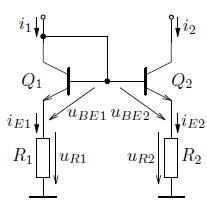 i1 i2
Q1 Q2
uBE1 uBE2
iE1 iE2
R1 uR1 uR2 R2